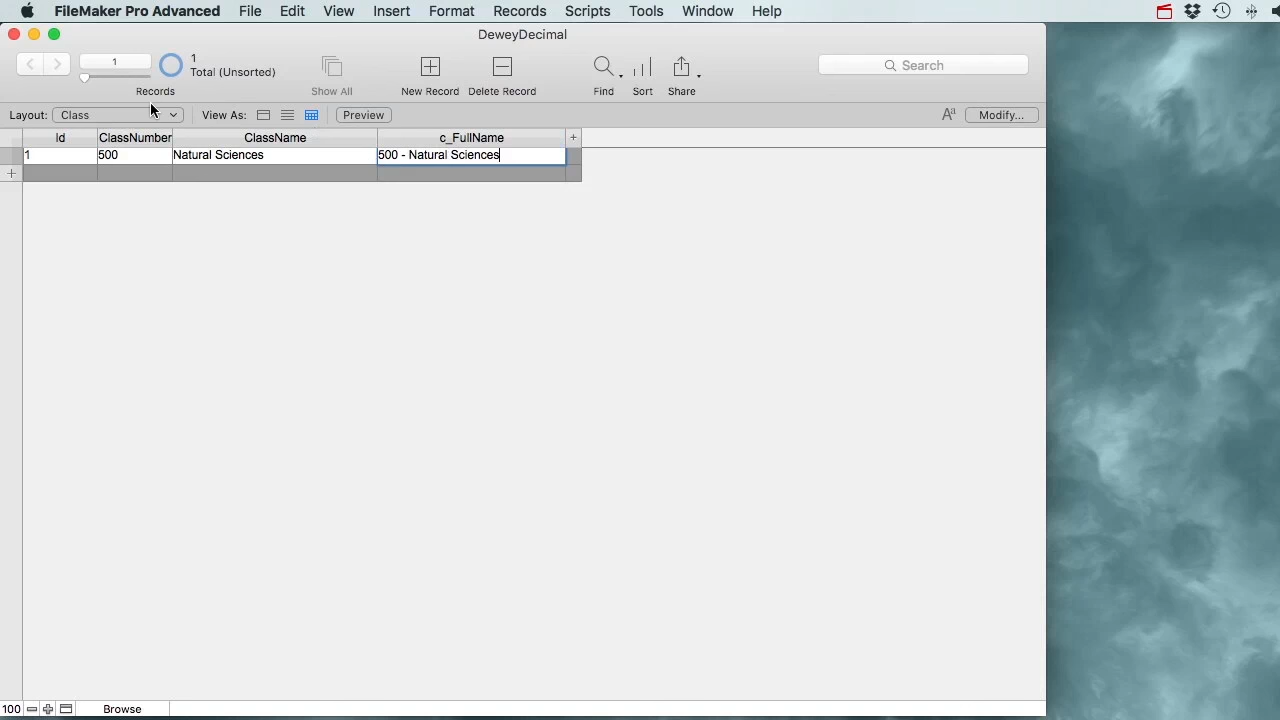 FileMaker Pro Advanced File Edit View Insert Format Records Scripts Tools Window Help
DeweyDecimal
1
1
Total (Unsorted)
Records
Show All
New Record
Delete Record
Find
Sort
Share
Search
Layout: Class View As: Preview Aa Modify...
Id ClassNumber ClassName c_FullName +
1 500 Natural Sciences 500 - Natural Sciences
+
100 Browse